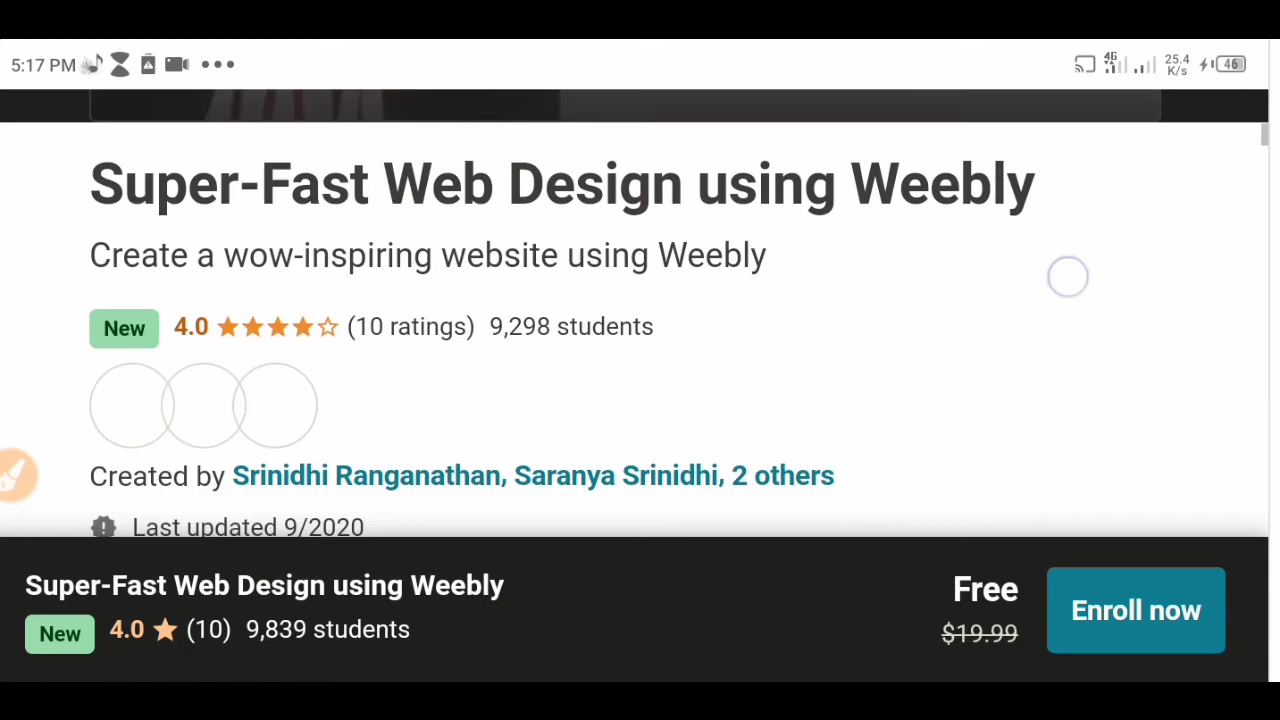 5:17 PM
4G
25.4
K/s
46
Super-Fast Web Design using Weebly
Create a wow-inspiring website using Weebly
New 4.0 (10 ratings) 9,298 students
Created by Srinidhi Ranganathan, Saranya Srinidhi, 2 others
Last updated 9/2020
Super-Fast Web Design using Weebly
New 4.0 (10) 9,839 students
Free
$19.99
Enroll now